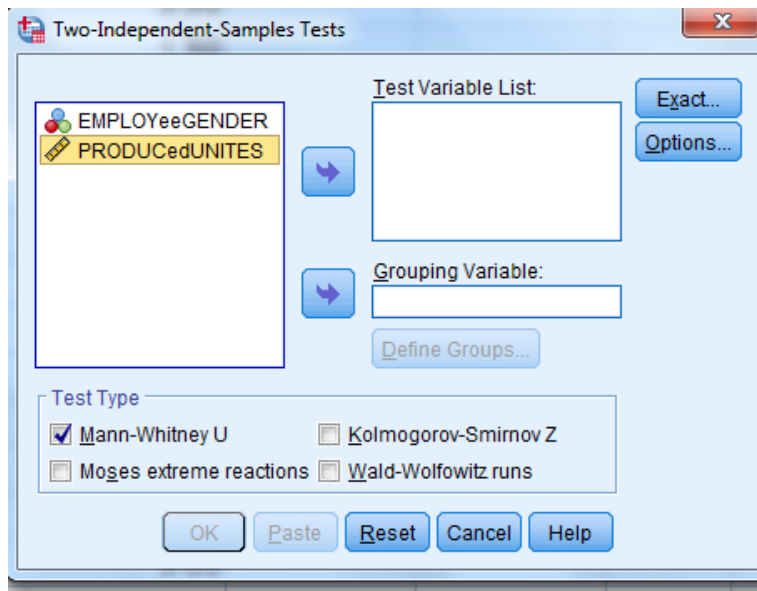 Two-Independent-Samples Tests
Test Variable List:
Exact...
EMPLOYeeGENDER
PRODUCedUNITES
Options...
Grouping Variable:
Define Groups...
Test Type
Mann-Whitney U
Kolmogorov-Smirnov Z
Moses extreme reactions
Wald-Wolfowitz runs
OK
Paste
Reset
Cancel
Help